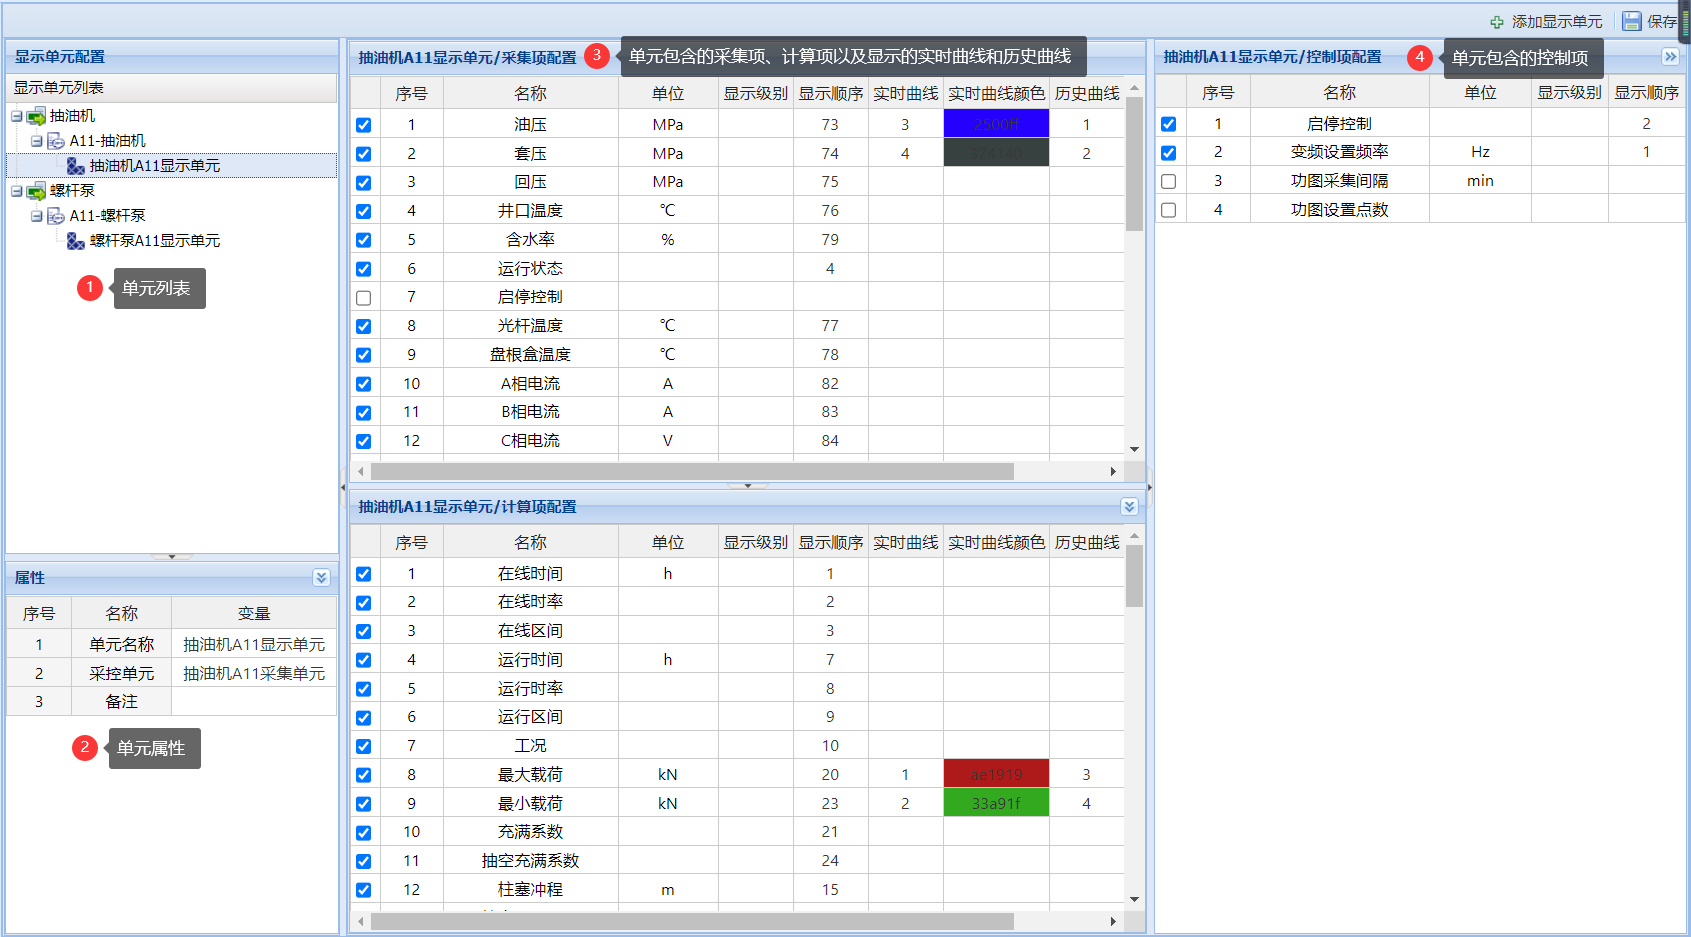 添加显示单元 保存
显示单元配置
显示单元列表
抽油机
A11-抽油机
抽油机A11显示单元
螺杆泵
A11-螺杆泵
螺杆泵A11显示单元
1 单元列表
属性
序号 名称 变量
1 单元名称 抽油机A11显示单元
2 采控单元 抽油机A11采集单元
3 备注
2 单元属性
抽油机A11显示单元/采集项配置 3 单元包含的采集项、计算项以及显示的实时曲线和历史曲线
序号 名称 单位 显示级别 显示顺序 实时曲线 实时曲线颜色 历史曲线
1 油压 MPa 73 3 2500ff 1
2 套压 MPa 74 4 2
3 回压 MPa 75
4 井口温度 ℃ 76
5 含水率 % 79
6 运行状态 4
7 启停控制
8 光杆温度 ℃ 77
9 盘根盒温度 ℃ 78
10 A相电流 A 82
11 B相电流 A 83
12 C相电流 V 84
抽油机A11显示单元/计算项配置
序号 名称 单位 显示级别 显示顺序 实时曲线 实时曲线颜色 历史曲线
1 在线时间 h 1
2 在线时率 2
3 在线区间 3
4 运行时间 h 7
5 运行时率 8
6 运行区间 9
7 工况 10
8 最大载荷 kN 20 1 ae1919 3
9 最小载荷 kN 23 2 33a91f 4
10 充满系数 21
11 抽空充满系数 24
12 柱塞冲程 m 15
抽油机A11显示单元/控制项配置 4 单元包含的控制项
序号 名称 单位 显示级别 显示顺序
1 启停控制 2
2 变频设置频率 Hz 1
3 功图采集间隔 min
4 功图设置点数